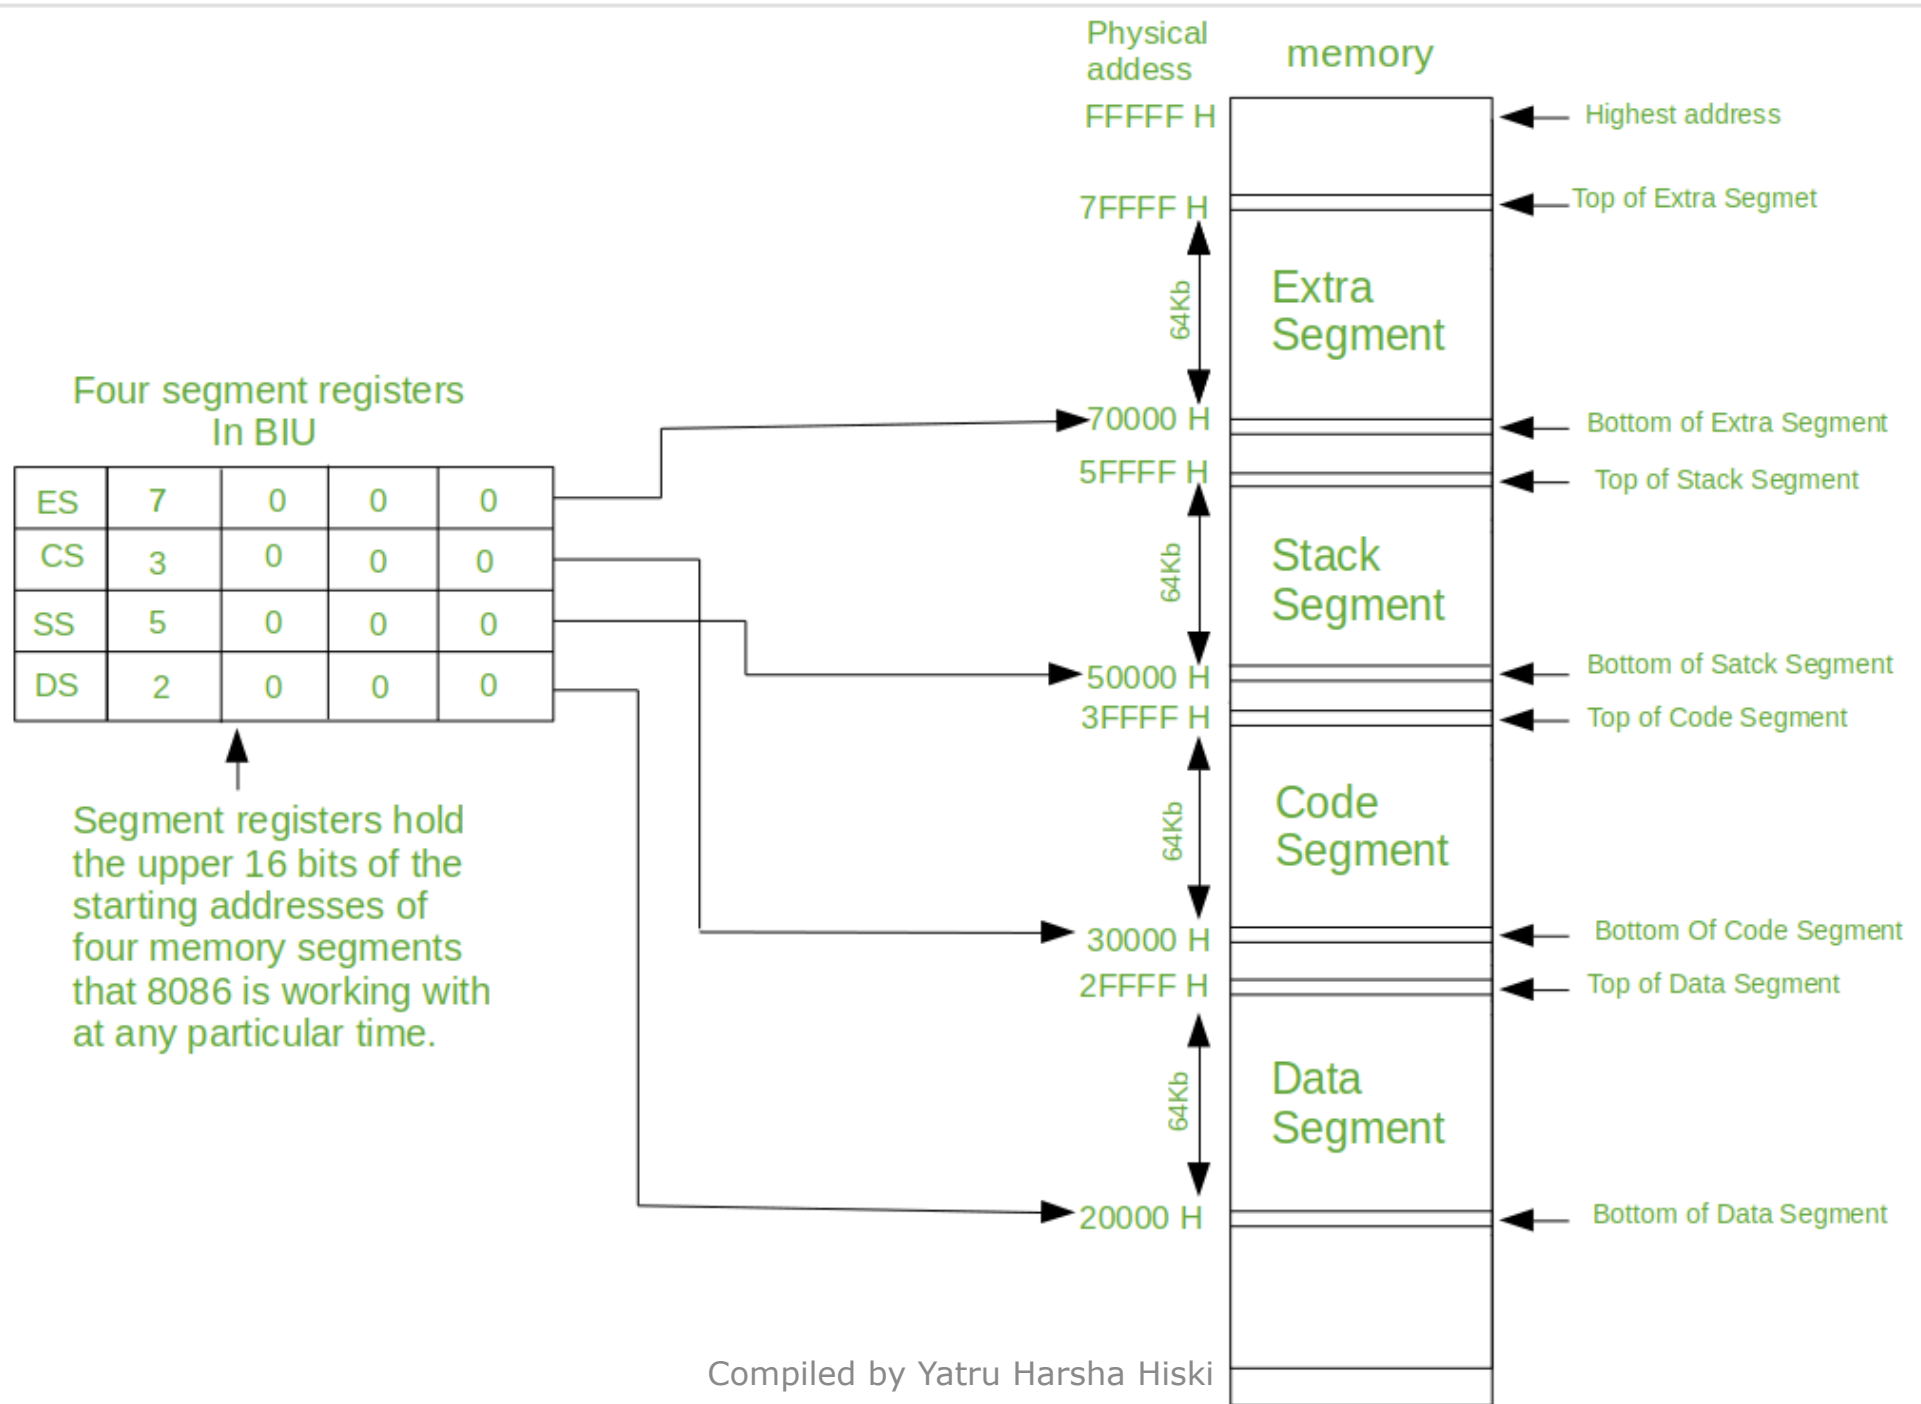 Physical
addess
memory
FFFFF H
Highest address
7FFFF H
Top of Extra Segmet
64Kb
Extra
Segment
70000 H
Bottom of Extra Segment
5FFFF H
Top of Stack Segment
64Kb
Stack
Segment
50000 H
Bottom of Satck Segment
3FFFF H
Top of Code Segment
64Kb
Code
Segment
30000 H
Bottom Of Code Segment
2FFFF H
Top of Data Segment
64Kb
Data
Segment
20000 H
Bottom of Data Segment
Four segment registers
In BIU
ES 7 0 0 0
CS 3 0 0 0
SS 5 0 0 0
DS 2 0 0 0
Segment registers hold
the upper 16 bits of the
starting addresses of
four memory segments
that 8086 is working with
at any particular time.
Compiled by Yatru Harsha Hiski